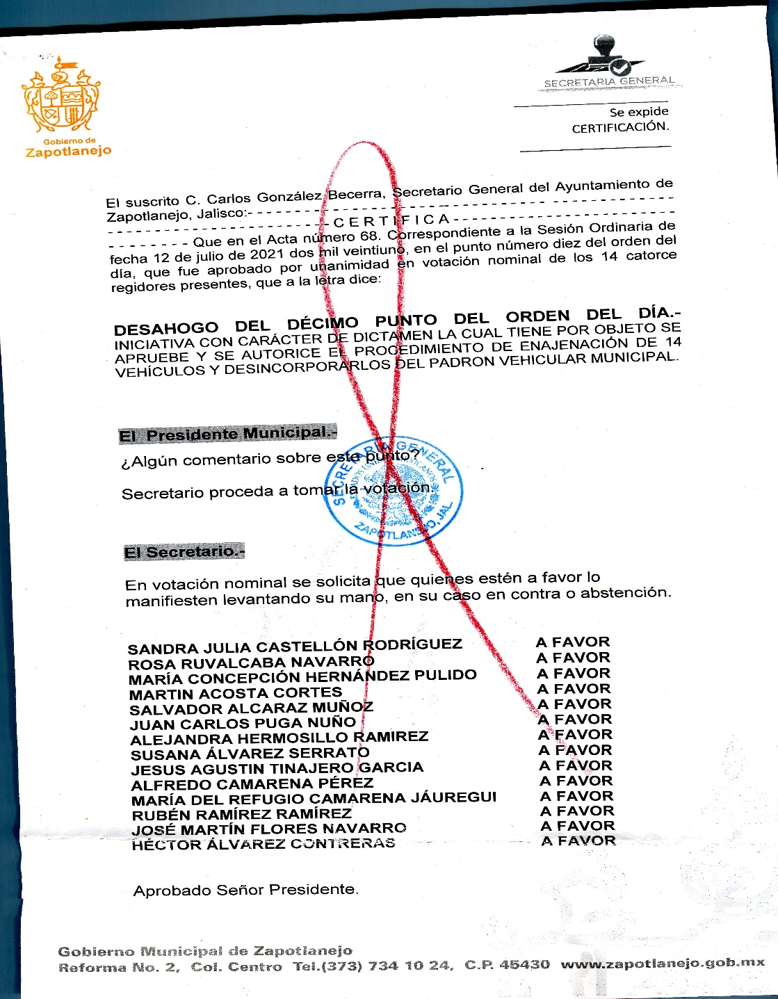 Gobierno de
Zapotlanejo
SECRETARIA GENERAL
Se expide
CERTIFICACIÓN.
El suscrito C. Carlos González Becerra, Secretario General del Ayuntamiento de
Zapotlanejo, Jalisco:- - - - - - - - - - - - - - - - - - - - - - - - - - - - - - - - - - - - - - - - - -
- - - - - - - - - - - - - - - - - - - - - - - C E R T I F I C A - - - - - - - - - - - - - - - - - - - - - - -
- - - - - - - - Que en el Acta número 68. Correspondiente a la Sesión Ordinaria de
fecha 12 de julio de 2021 dos mil veintiuno, en el punto número diez del orden del
día, que fue aprobado por unanimidad en votación nominal de los 14 catorce
regidores presentes, que a la letra dice:
DESAHOGO DEL DÉCIMO PUNTO DEL ORDEN DEL DÍA.-
INICIATIVA CON CARÁCTER DE DICTAMEN LA CUAL TIENE POR OBJETO SE
APRUEBE Y SE AUTORICE EL PROCEDIMIENTO DE ENAJENACIÓN DE 14
VEHÍCULOS Y DESINCORPORARLOS DEL PADRON VEHICULAR MUNICIPAL.
El Presidente Municipal.-
¿Algún comentario sobre este punto?
Secretario proceda a tomar la votación.
SECRETARÍA GENERAL
ESTADOS UNIDOS MEXICANOS
ZAPOTLANEJO, JAL
El Secretario.-
En votación nominal se solicita que quienes estén a favor lo
manifiesten levantando su mano, en su caso en contra o abstención.
SANDRA JULIA CASTELLÓN RODRÍGUEZ A FAVOR
ROSA RUVALCABA NAVARRO A FAVOR
MARÍA CONCEPCIÓN HERNÁNDEZ PULIDO A FAVOR
MARTIN ACOSTA CORTES A FAVOR
SALVADOR ALCARAZ MUÑOZ A FAVOR
JUAN CARLOS PUGA NUÑO A FAVOR
ALEJANDRA HERMOSILLO RAMIREZ A FAVOR
SUSANA ÁLVAREZ SERRATO A FAVOR
JESUS AGUSTIN TINAJERO GARCIA A FAVOR
ALFREDO CAMARENA PÉREZ A FAVOR
MARÍA DEL REFUGIO CAMARENA JÁUREGUI A FAVOR
RUBÉN RAMÍREZ RAMÍREZ A FAVOR
JOSÉ MARTÍN FLORES NAVARRO A FAVOR
HÉCTOR ÁLVAREZ CONTRERAS A FAVOR
Aprobado Señor Presidente.
Gobierno Municipal de Zapotlanejo
Reforma No. 2, Col. Centro Tel.(373) 734 10 24, C.P. 45430 www.zapotlanejo.gob.mx